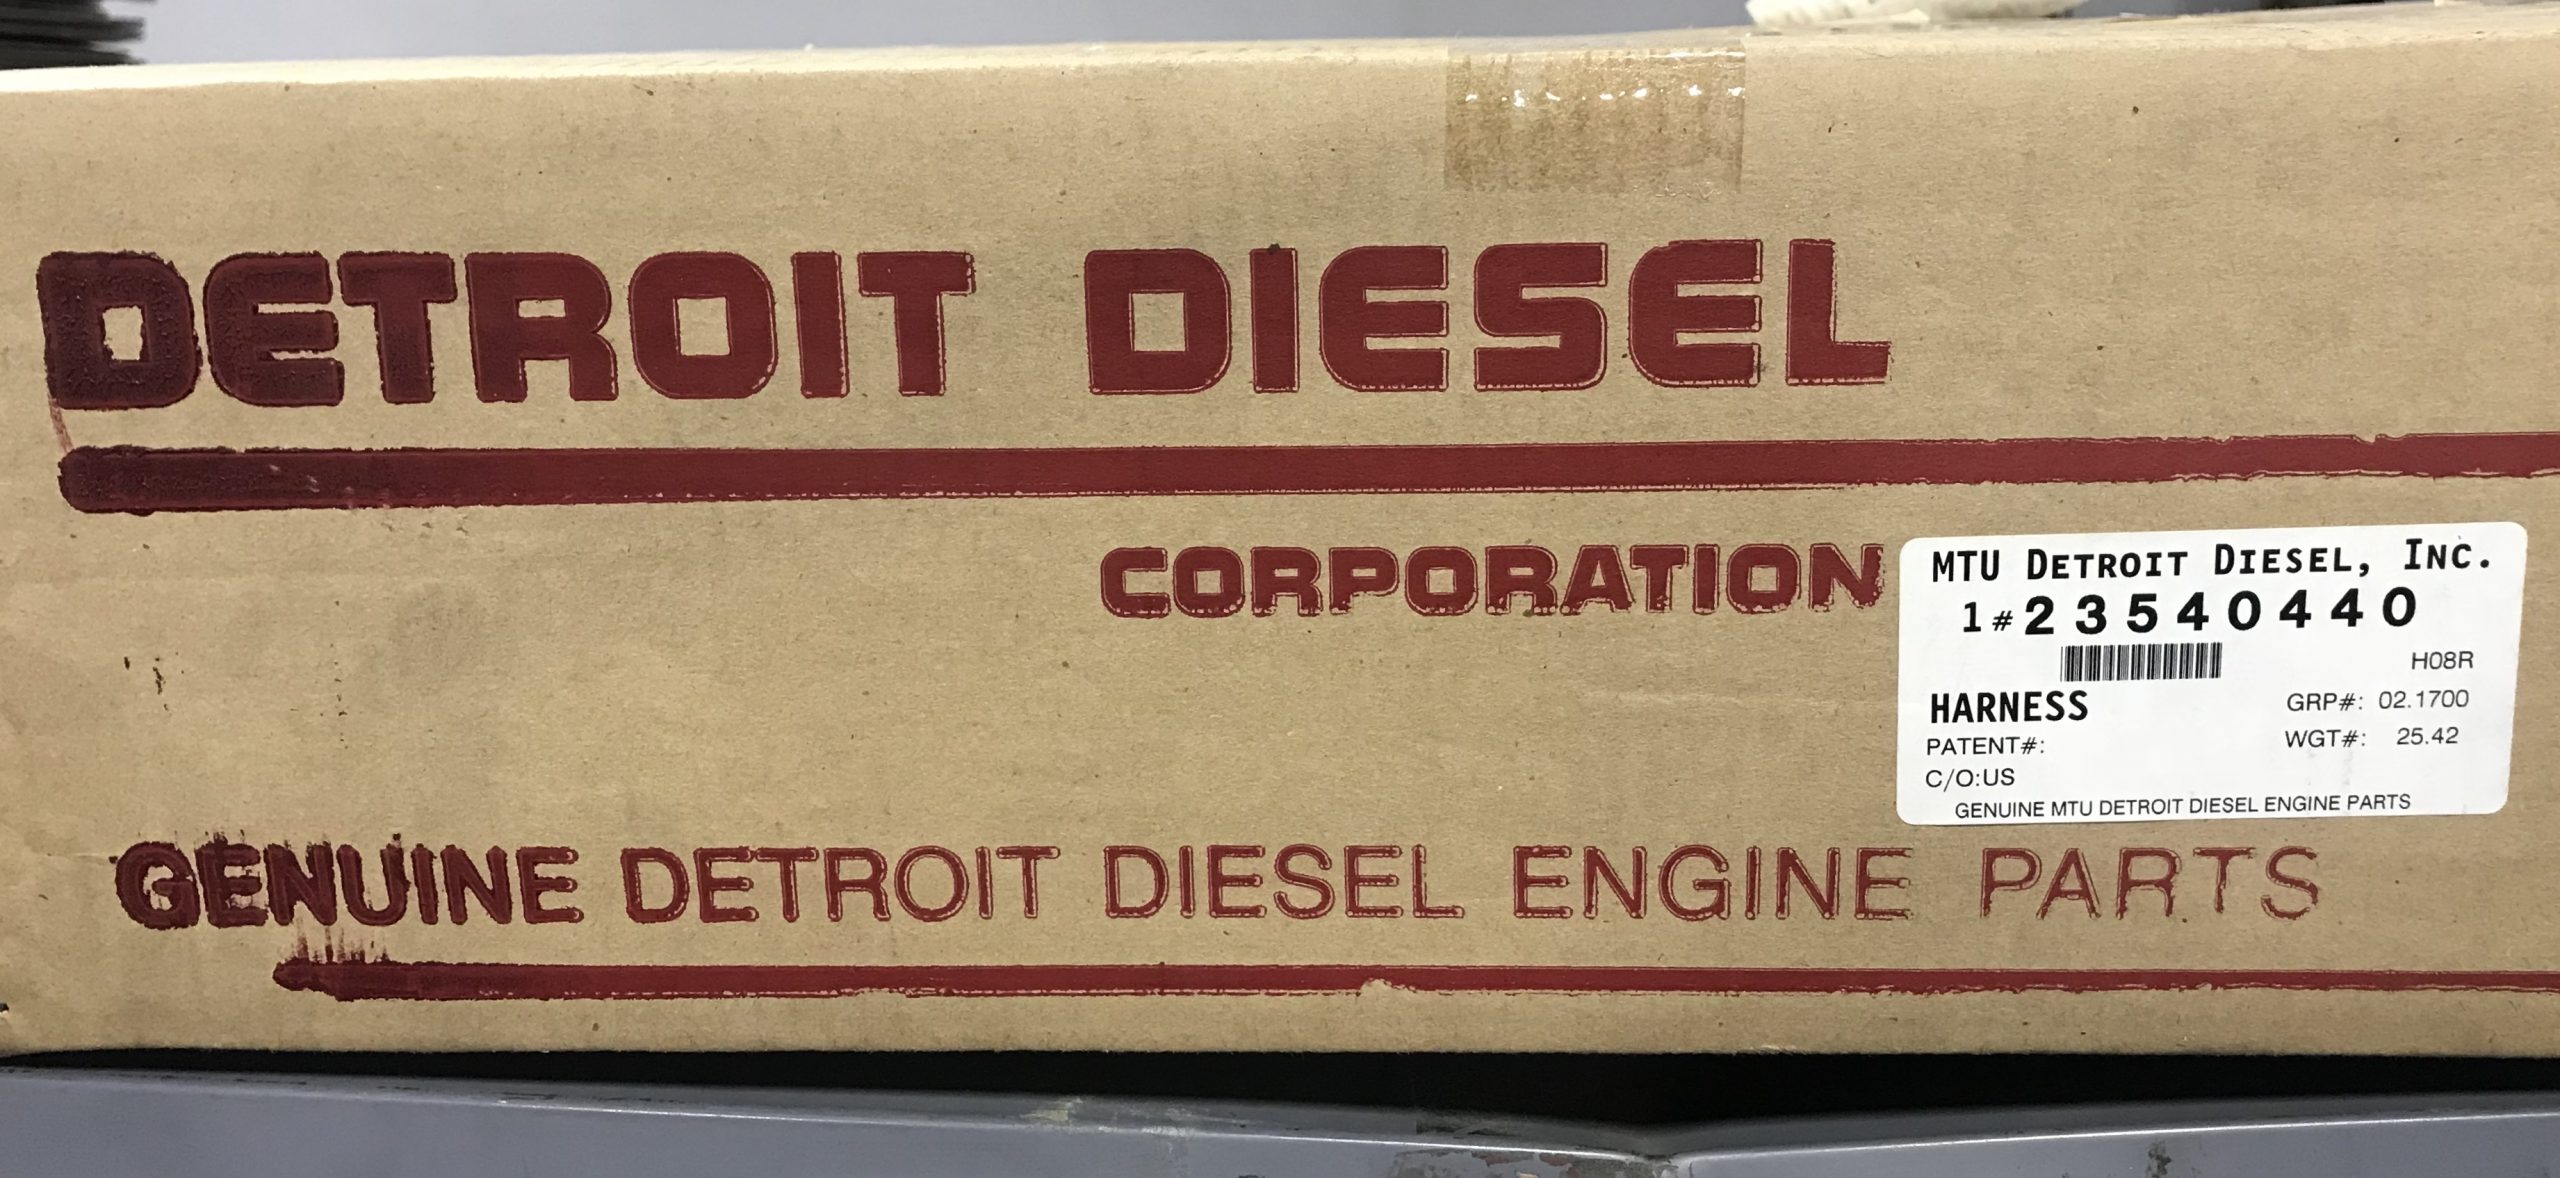 DETROIT DIESEL
CORPORATION
MTU DETROIT DIESEL, INC.
1#23540440
H08R
HARNESS
GRP#: 02.1700
PATENT#:
WGT#: 25.42
C/O:US
GENUINE MTU DETROIT DIESEL ENGINE PARTS
GENUINE DETROIT DIESEL ENGINE PARTS